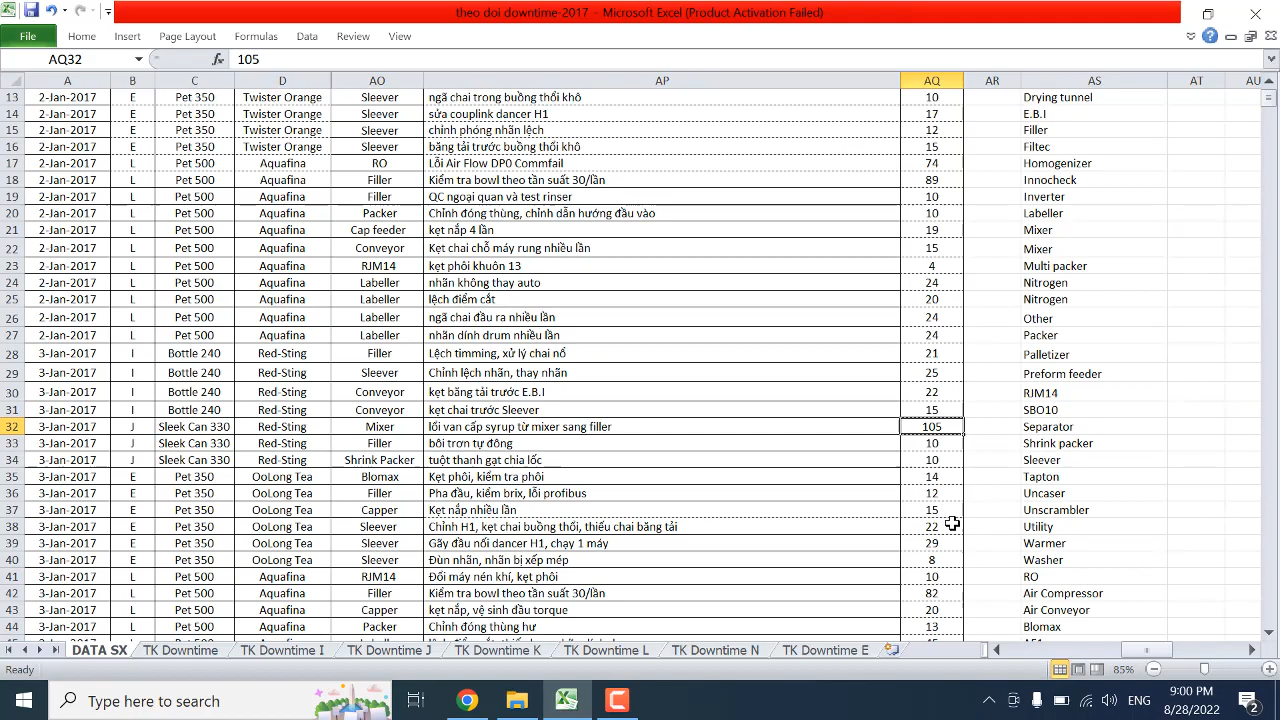 theo doi downtime-2017 - Microsoft Excel (Product Activation Failed)
File Home Insert Page Layout Formulas Data Review View
AQ32 fx 105
A B C D AO AP AQ AR AS AT AU
13 2-Jan-2017 E Pet 350 Twister Orange Sleever ngã chai trong buồng thổi khô 10 Drying tunnel
14 2-Jan-2017 E Pet 350 Twister Orange Sleever sửa couplink dancer H1 17 E.B.I
15 2-Jan-2017 E Pet 350 Twister Orange Sleever chỉnh phóng nhãn lệch 12 Filler
16 2-Jan-2017 E Pet 350 Twister Orange Sleever băng tải trước buồng thổi khô 15 Filtec
17 2-Jan-2017 L Pet 500 Aquafina RO Lỗi Air Flow DP0 Commfail 74 Homogenizer
18 2-Jan-2017 L Pet 500 Aquafina Filler Kiểm tra bowl theo tần suất 30/lần 89 Innocheck
19 2-Jan-2017 L Pet 500 Aquafina Filler QC ngoại quan và test rinser 10 Inverter
20 2-Jan-2017 L Pet 500 Aquafina Packer Chỉnh đóng thùng, chỉnh dẫn hướng đầu vào 10 Labeller
21 2-Jan-2017 L Pet 500 Aquafina Cap feeder kẹt nắp 4 lần 19 Mixer
22 2-Jan-2017 L Pet 500 Aquafina Conveyor Kẹt chai chỗ máy rung nhiều lần 15 Mixer
23 2-Jan-2017 L Pet 500 Aquafina RJM14 kẹt phôi khuôn 13 4 Multi packer
24 2-Jan-2017 L Pet 500 Aquafina Labeller nhãn không thay auto 24 Nitrogen
25 2-Jan-2017 L Pet 500 Aquafina Labeller lệch điểm cắt 20 Nitrogen
26 2-Jan-2017 L Pet 500 Aquafina Labeller ngã chai đầu ra nhiều lần 24 Other
27 2-Jan-2017 L Pet 500 Aquafina Labeller nhãn dính drum nhiều lần 24 Packer
28 3-Jan-2017 I Bottle 240 Red-Sting Filler Lệch timming, xử lý chai nổ 21 Palletizer
29 3-Jan-2017 I Bottle 240 Red-Sting Sleever Chỉnh lệch nhãn, thay nhãn 25 Preform feeder
30 3-Jan-2017 I Bottle 240 Red-Sting Conveyor kẹt băng tải trước E.B.I 22 RJM14
31 3-Jan-2017 I Bottle 240 Red-Sting Conveyor kẹt chai trước Sleever 15 SBO10
32 3-Jan-2017 J Sleek Can 330 Red-Sting Mixer lổi van cấp syrup từ mixer sang filler 105 Separator
33 3-Jan-2017 J Sleek Can 330 Red-Sting Filler bôi trơn tự động 10 Shrink packer
34 3-Jan-2017 J Sleek Can 330 Red-Sting Shrink Packer tuột thanh gạt chia lốc 10 Sleever
35 3-Jan-2017 E Pet 350 OoLong Tea Blomax Kẹt phôi, kiểm tra phôi 14 Tapton
36 3-Jan-2017 E Pet 350 OoLong Tea Filler Pha đầu, kiểm brix, lỗi profibus 12 Uncaser
37 3-Jan-2017 E Pet 350 OoLong Tea Capper Kẹt nắp nhiều lần 15 Unscrambler
38 3-Jan-2017 E Pet 350 OoLong Tea Sleever Chỉnh H1, kẹt chai buồng thổi, thiếu chai băng tải 22 Utility
39 3-Jan-2017 E Pet 350 OoLong Tea Sleever Gãy đầu nối dancer H1, chạy 1 máy 29 Warmer
40 3-Jan-2017 E Pet 350 OoLong Tea Sleever Đùn nhãn, nhãn bị xếp mép 8 Washer
41 3-Jan-2017 L Pet 500 Aquafina RJM14 Đổi máy nén khí, kẹt phôi 10 RO
42 3-Jan-2017 L Pet 500 Aquafina Filler Kiểm tra bowl theo tần suất 30/lần 82 Air Compressor
43 3-Jan-2017 L Pet 500 Aquafina Capper kẹt nắp, vệ sinh đầu torque 20 Air Conveyor
44 3-Jan-2017 L Pet 500 Aquafina Packer Chỉnh đóng thùng hư 13 Blomax
DATA SX TK Downtime TK Downtime I TK Downtime J TK Downtime K TK Downtime L TK Downtime N TK Downtime E
Ready 85%
Type here to search ENG 9:00 PM
8/28/2022 2